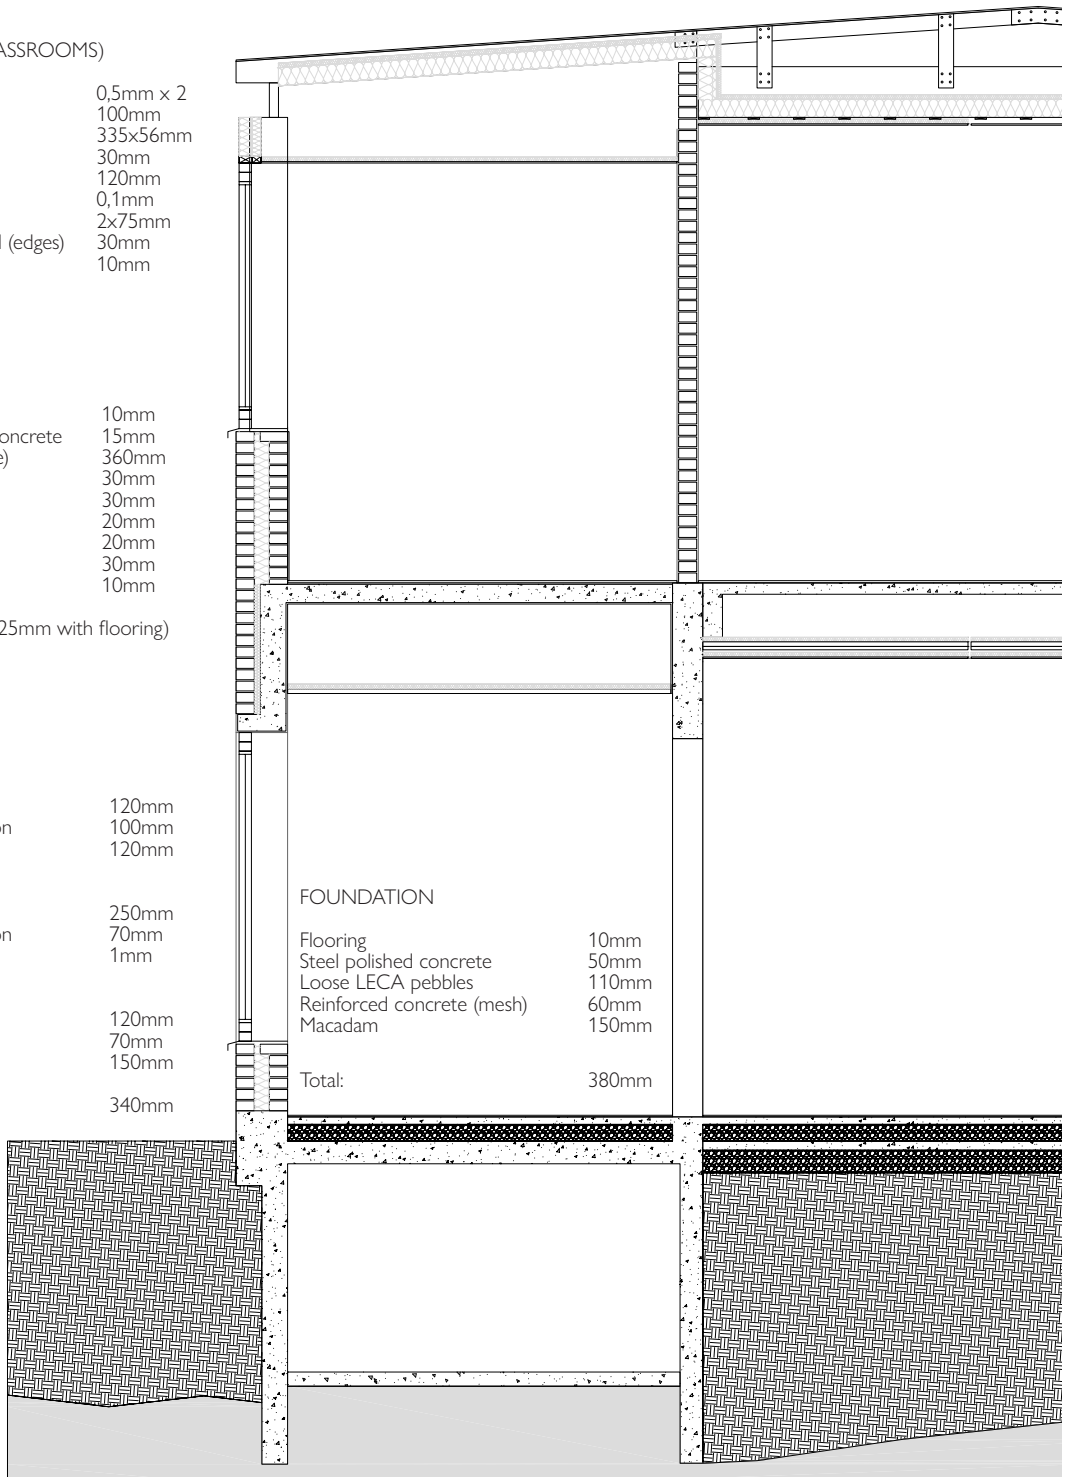 ASSROOMS)
0,5mm x 2
100mm
335x56mm
30mm
120mm
0,1mm
2x75mm
(edges) 30mm
10mm
10mm
oncrete 15mm
e) 360mm
30mm
30mm
20mm
20mm
30mm
10mm
25mm with flooring)
120mm
on 100mm
120mm
250mm
on 70mm
1mm
120mm
70mm
150mm
340mm
FOUNDATION
Flooring 10mm
Steel polished concrete 50mm
Loose LECA pebbles 110mm
Reinforced concrete (mesh) 60mm
Macadam 150mm
Total: 380mm